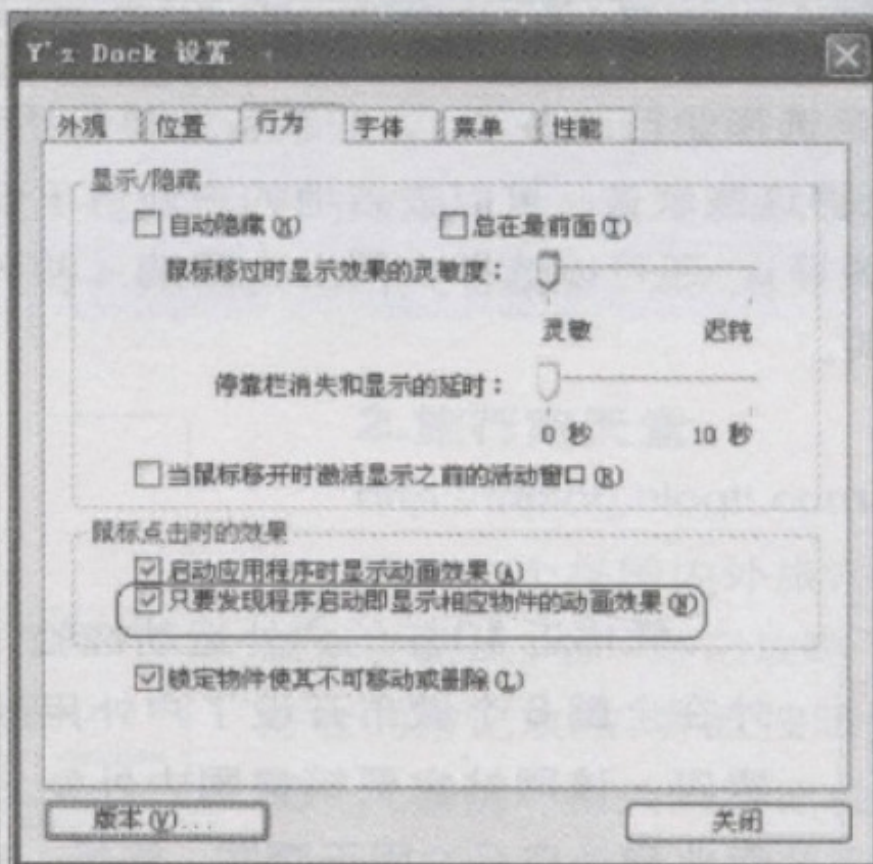 Y'z Dock 设置
外观 位置 行为 字体 菜单 性能
显示/隐藏
自动隐藏(H) 总在最前面(T)
鼠标移过时显示效果的灵敏度：
灵敏 迟钝
停靠栏消失和显示的延时：
0 秒 10 秒
当鼠标移开时激活显示之前的活动窗口(R)
鼠标点击时的效果
启动应用程序时显示动画效果(A)
只要发现程序启动即显示相应物件的动画效果(N)
锁定物件使其不可移动或删除(L)
版本(V)... 关闭